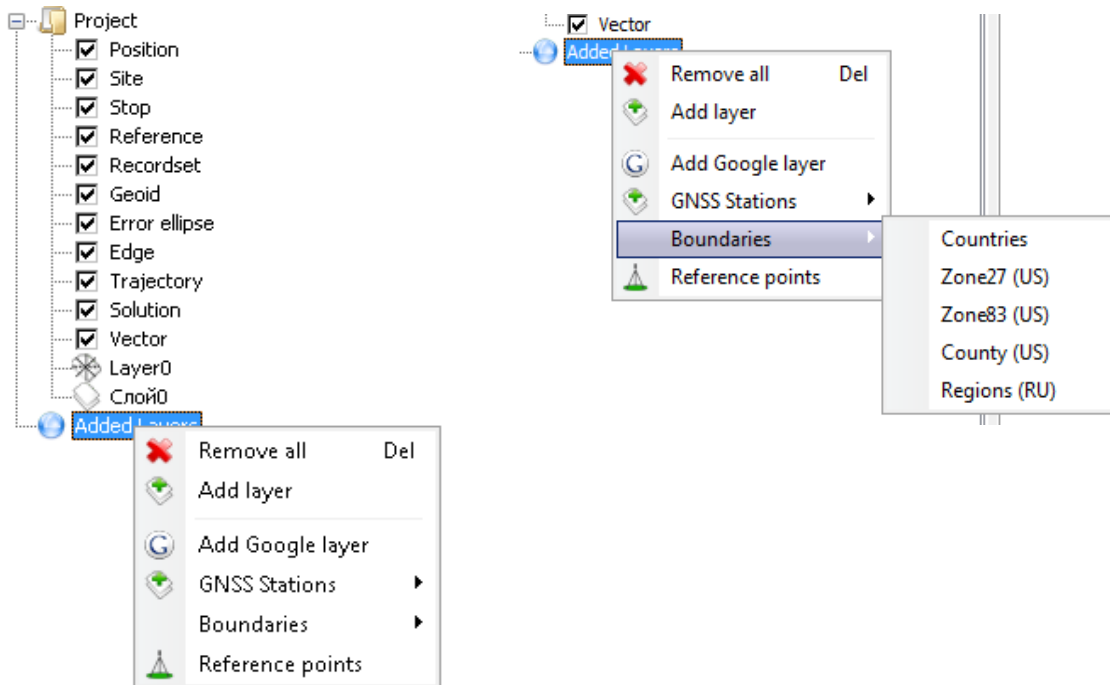 Project
Position
Site
Stop
Reference
Recordset
Geoid
Error ellipse
Edge
Trajectory
Solution
Vector
Layer0
Слой0
Added Layers
Remove all Del
Add layer
Add Google layer
GNSS Stations
Boundaries
Reference points
Vector
Added Layers
Remove all Del
Add layer
Add Google layer
GNSS Stations
Boundaries
Reference points
Countries
Zone27 (US)
Zone83 (US)
County (US)
Regions (RU)